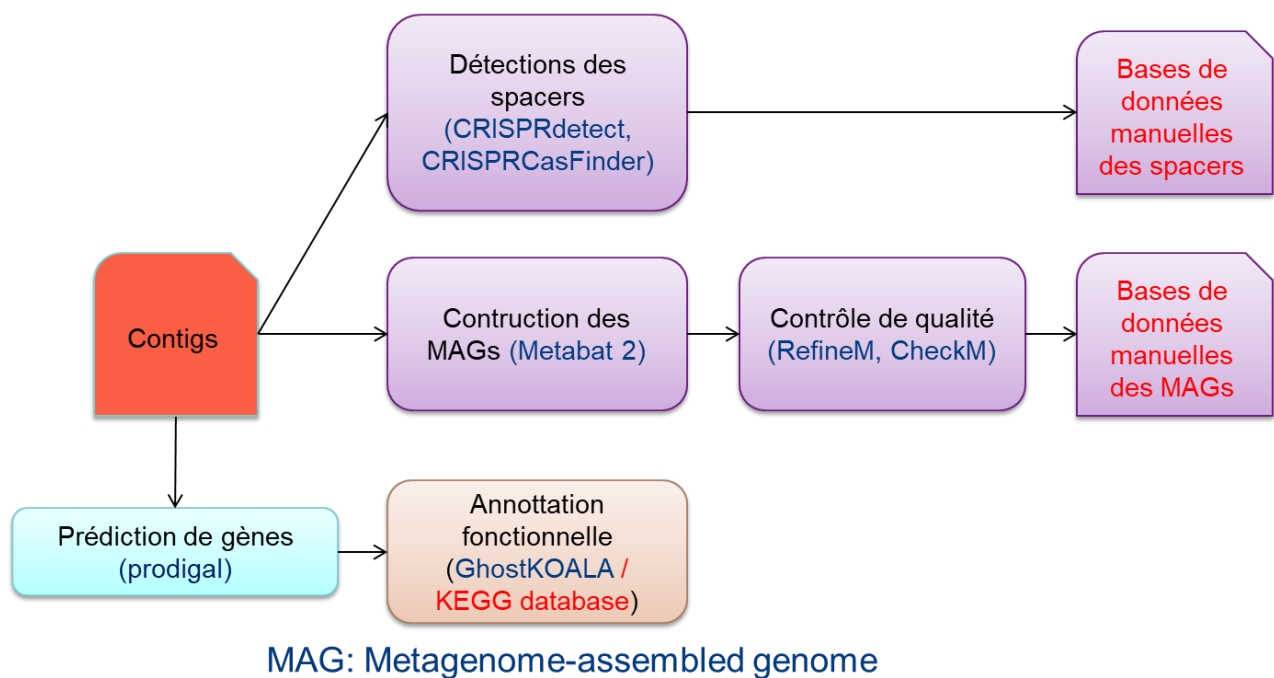 Détections des
spacers
(CRISPRdetect,
CRISPRCasFinder)
Bases de
données
manuelles
des spacers
Contigs
Contruction des
MAGs (Metabat 2)
Contrôle de qualité
(RefineM, CheckM)
Bases de
données
manuelles
des MAGs
Prédiction de gènes
(prodigal)
Annottation
fonctionnelle
(GhostKOALA /
KEGG database)
MAG: Metagenome-assembled genome